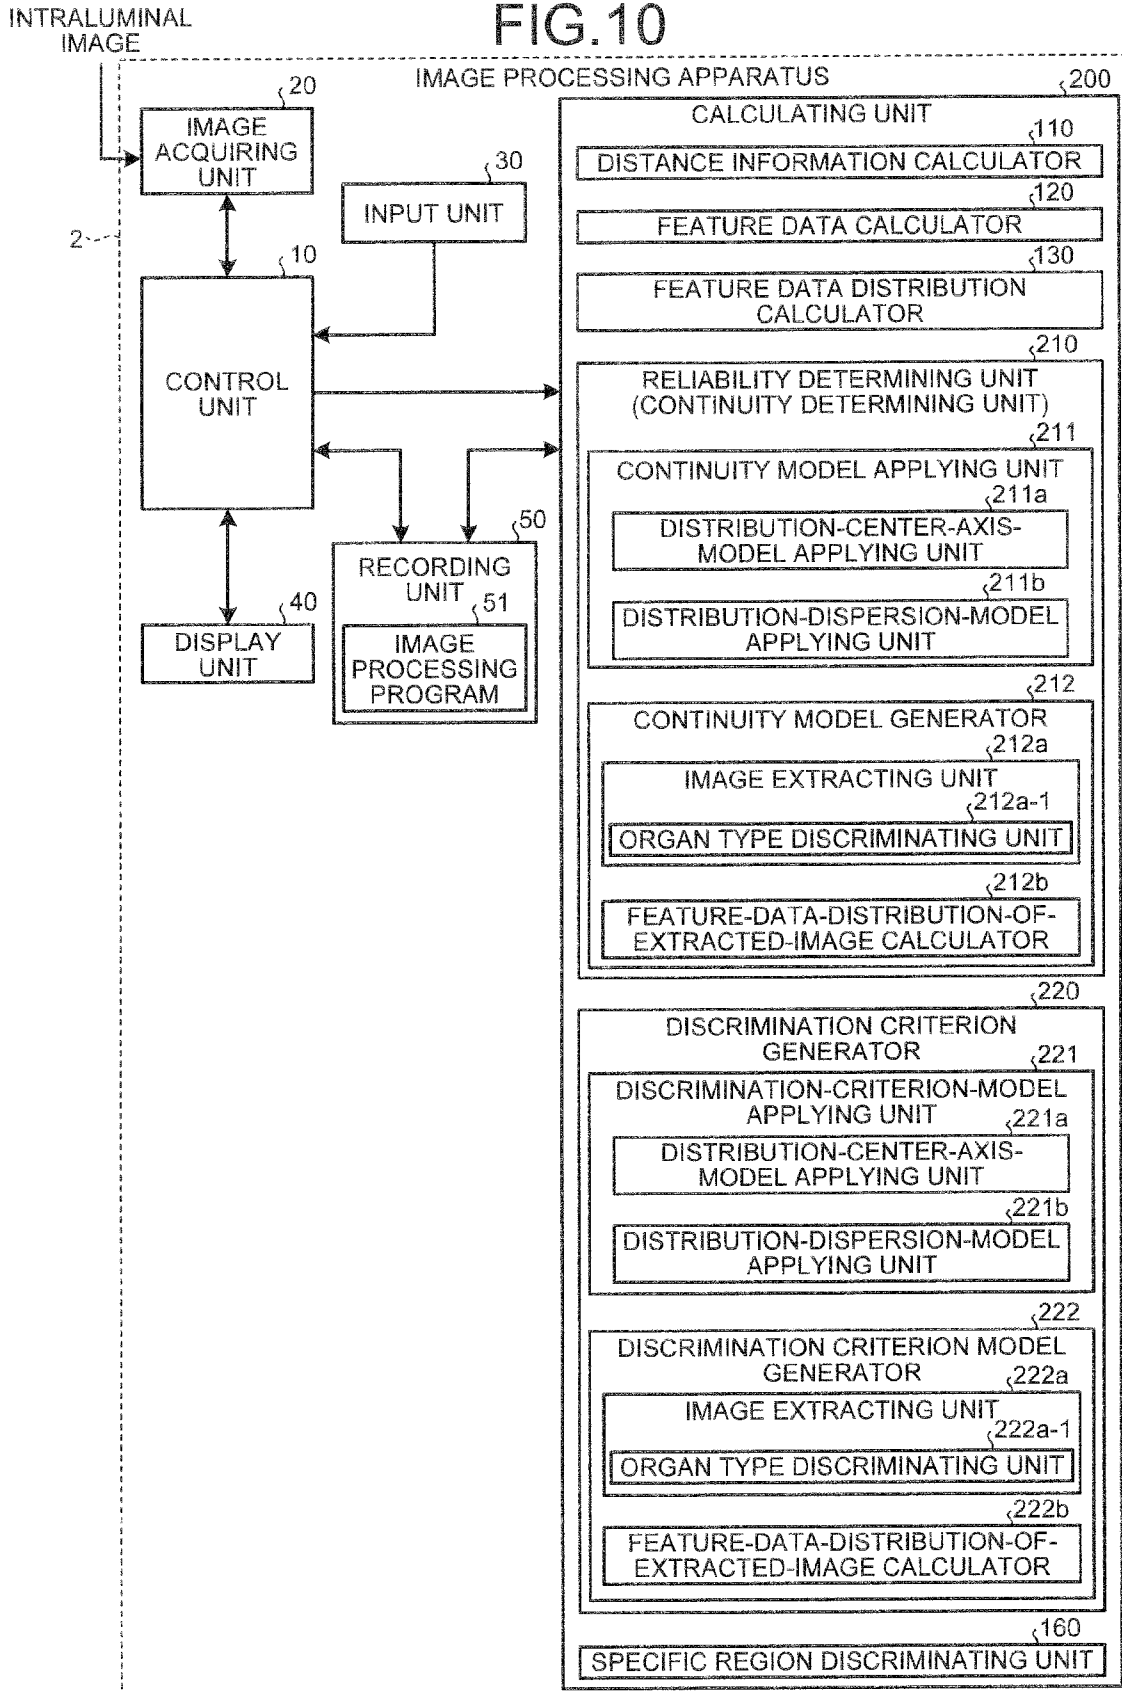 FIG.10
INTRALUMINAL
IMAGE
IMAGE PROCESSING APPARATUS
2
20
IMAGE
ACQUIRING
UNIT
30
INPUT UNIT
10
CONTROL
UNIT
50
RECORDING
UNIT
51
IMAGE
PROCESSING
PROGRAM
40
DISPLAY
UNIT
200
CALCULATING UNIT
110
DISTANCE INFORMATION CALCULATOR
120
FEATURE DATA CALCULATOR
130
FEATURE DATA DISTRIBUTION
CALCULATOR
210
RELIABILITY DETERMINING UNIT
(CONTINUITY DETERMINING UNIT)
211
CONTINUITY MODEL APPLYING UNIT
211a
DISTRIBUTION-CENTER-AXIS-
MODEL APPLYING UNIT
211b
DISTRIBUTION-DISPERSION-MODEL
APPLYING UNIT
212
CONTINUITY MODEL GENERATOR
212a
IMAGE EXTRACTING UNIT
212a-1
ORGAN TYPE DISCRIMINATING UNIT
212b
FEATURE-DATA-DISTRIBUTION-OF-
EXTRACTED-IMAGE CALCULATOR
220
DISCRIMINATION CRITERION
GENERATOR
221
DISCRIMINATION-CRITERION-MODEL
APPLYING UNIT
221a
DISTRIBUTION-CENTER-AXIS-
MODEL APPLYING UNIT
221b
DISTRIBUTION-DISPERSION-MODEL
APPLYING UNIT
222
DISCRIMINATION CRITERION MODEL
GENERATOR
222a
IMAGE EXTRACTING UNIT
222a-1
ORGAN TYPE DISCRIMINATING UNIT
222b
FEATURE-DATA-DISTRIBUTION-OF-
EXTRACTED-IMAGE CALCULATOR
160
SPECIFIC REGION DISCRIMINATING UNIT